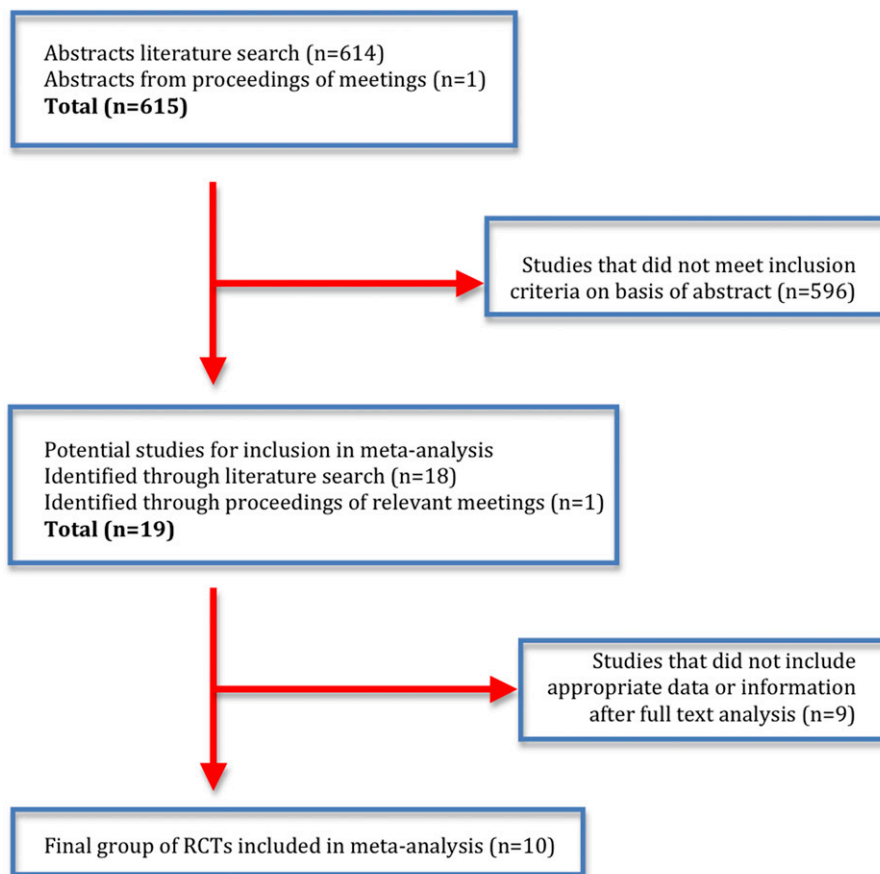 Abstracts literature search (n=614)
Abstracts from proceedings of meetings (n=1)
Total (n=615)
Studies that did not meet inclusion
criteria on basis of abstract (n=596)
Potential studies for inclusion in meta-analysis
Identified through literature search (n=18)
Identified through proceedings of relevant meetings (n=1)
Total (n=19)
Studies that did not include
appropriate data or information
after full text analysis (n=9)
Final group of RCTs included in meta-analysis (n=10)